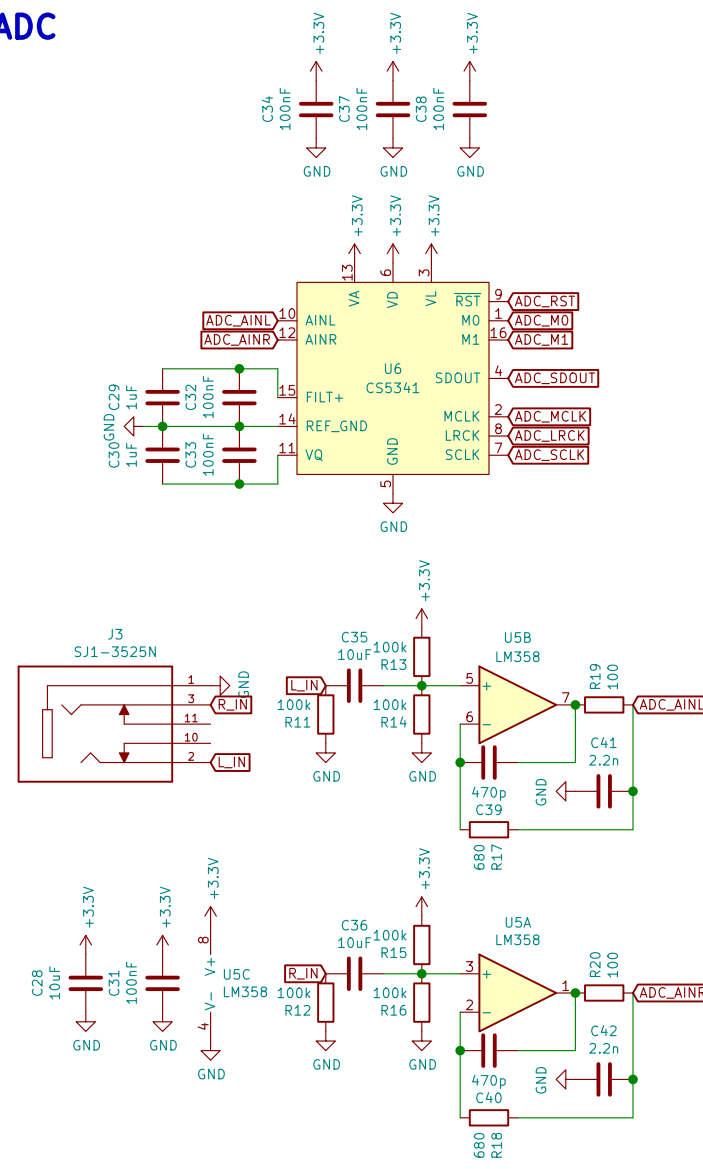 ADC
+3.3V
+3.3V
+3.3V
C34
100nF
C37
100nF
C38
100nF
GND
GND
GND
+3.3V
+3.3V
+3.3V
13
6
3
VA
VD
VL
ADC_AINL
10
AINL
ADC_AINR
12
AINR
RST
9
ADC_RST
M0
1
ADC_M0
M1
16
ADC_M1
U6
CS5341
SDOUT
4
ADC_SDOUT
C29
1uF
C32
100nF
15
FILT+
GND
14
REF_GND
MCLK
2
ADC_MCLK
LRCK
8
ADC_LRCK
C30
1uF
C33
100nF
11
VQ
GND
SCLK
7
ADC_SCLK
5
GND
J3
SJ1-3525N
1
GND
3
R_IN
11
10
2
L_IN
+3.3V
C35
10uF
100k
R13
L_IN
100k
R11
100k
R14
GND
GND
U5B
LM358
5
+
6
−
7
R19
100
ADC_AINL
C41
2.2n
GND
470p
C39
680
R17
+3.3V
C28
10uF
GND
+3.3V
C31
100nF
GND
+3.3V
8
V+
U5C
LM358
V-
4
GND
+3.3V
C36
10uF
100k
R15
R_IN
100k
R12
100k
R16
GND
GND
U5A
LM358
3
+
2
−
1
R20
100
ADC_AINR
C42
2.2n
GND
470p
C40
680
R18